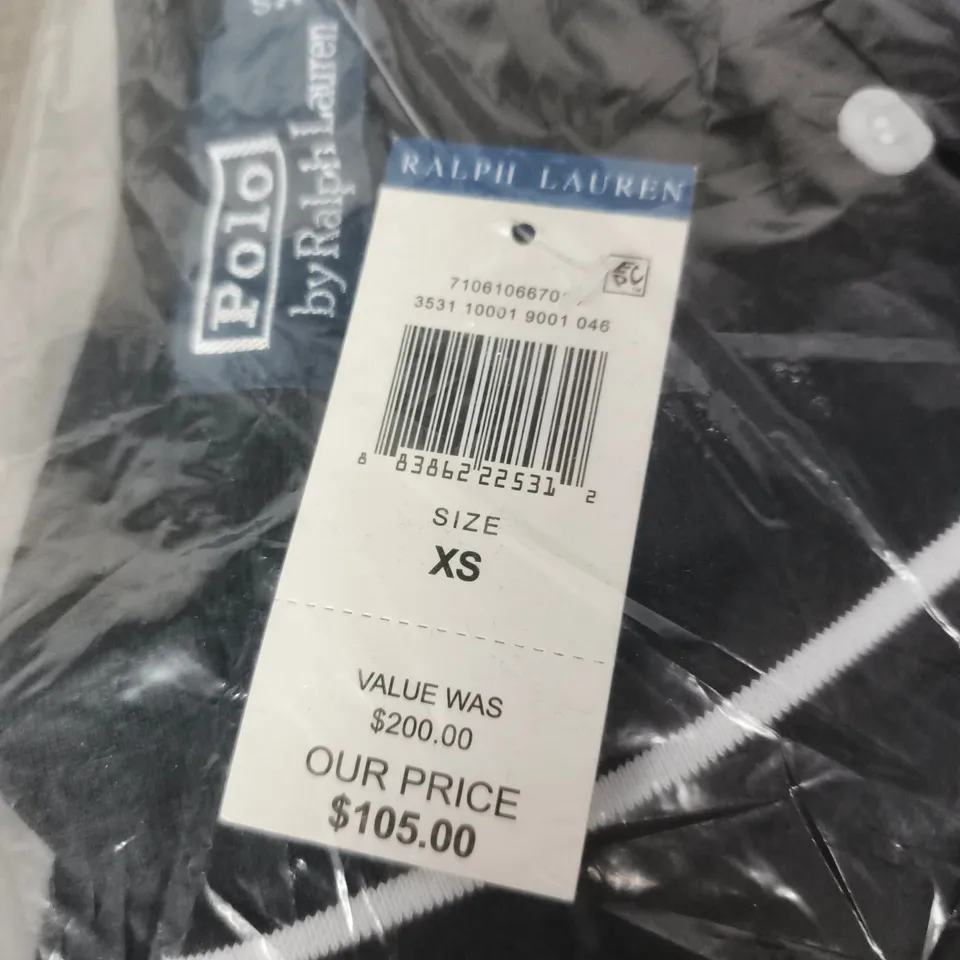 Polo
by Ralph Lauren
RALPH LAUREN
3531 10001 9001 046
8 83862 22531 2
SIZE
XS
VALUE WAS
$200.00
OUR PRICE
$105.00